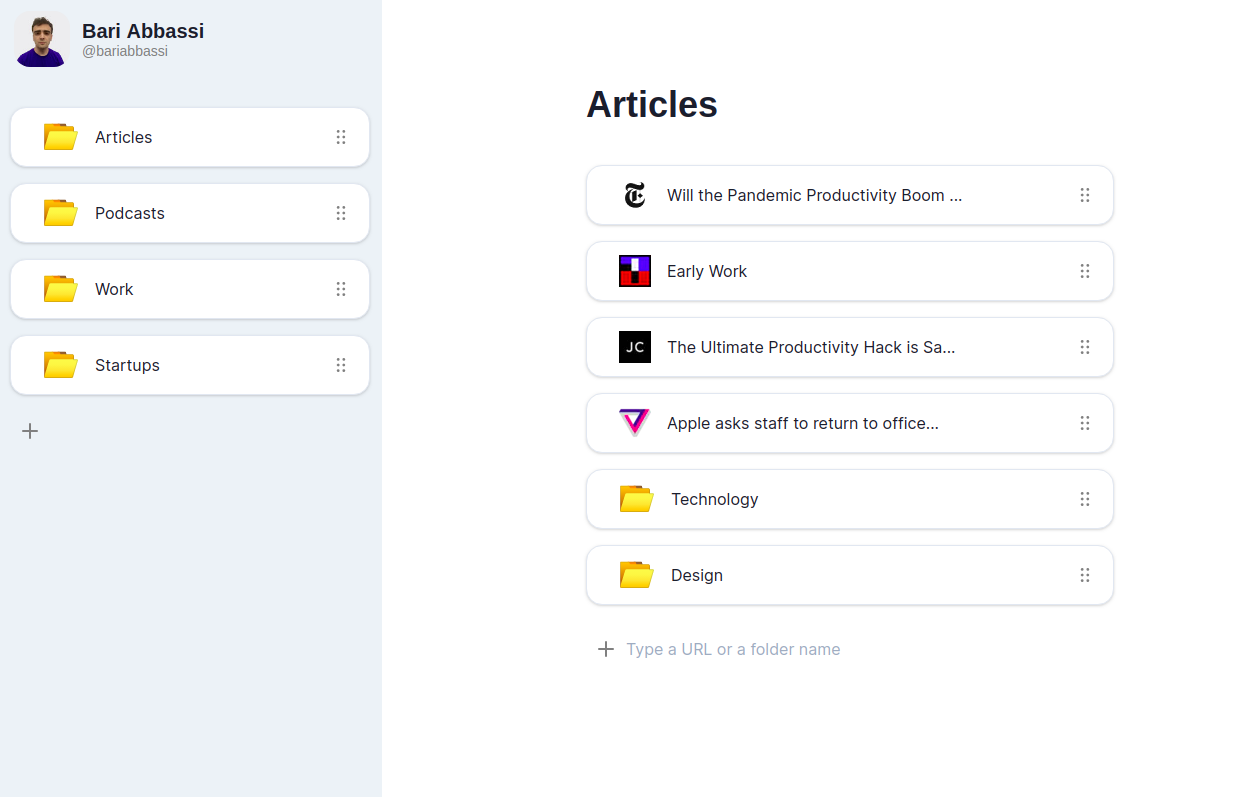 Bari Abbassi
@bariabbassi
Articles
Podcasts
Work
Startups
Articles
Will the Pandemic Productivity Boom ...
Early Work
JC
The Ultimate Productivity Hack is Sa...
Apple asks staff to return to office...
Technology
Design
Type a URL or a folder name